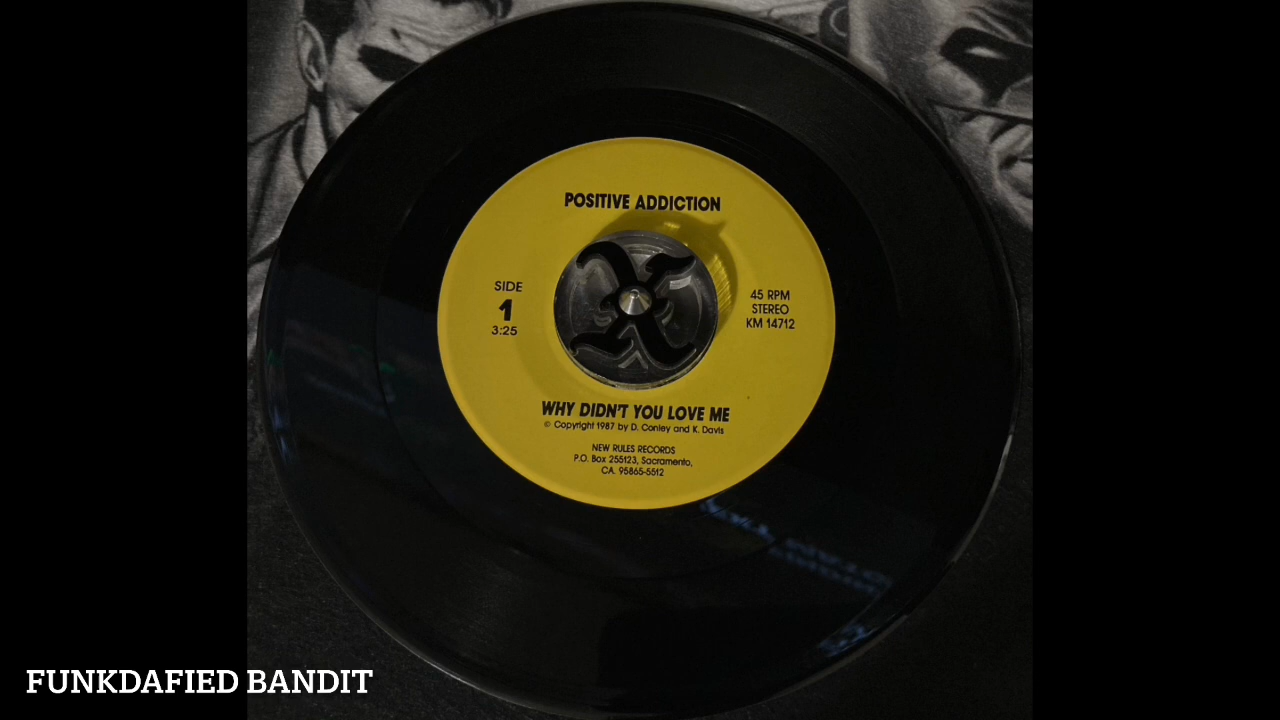 POSITIVE ADDICTION
SIDE
1
3:25
45 RPM
STEREO
KM 14712
WHY DIDN'T YOU LOVE ME
© Copyright 1987 by D. Conley and K. Davis
NEW RULES RECORDS
P.O. Box 255123, Sacramento,
CA. 95865-5512
FUNKDAFIED BANDIT